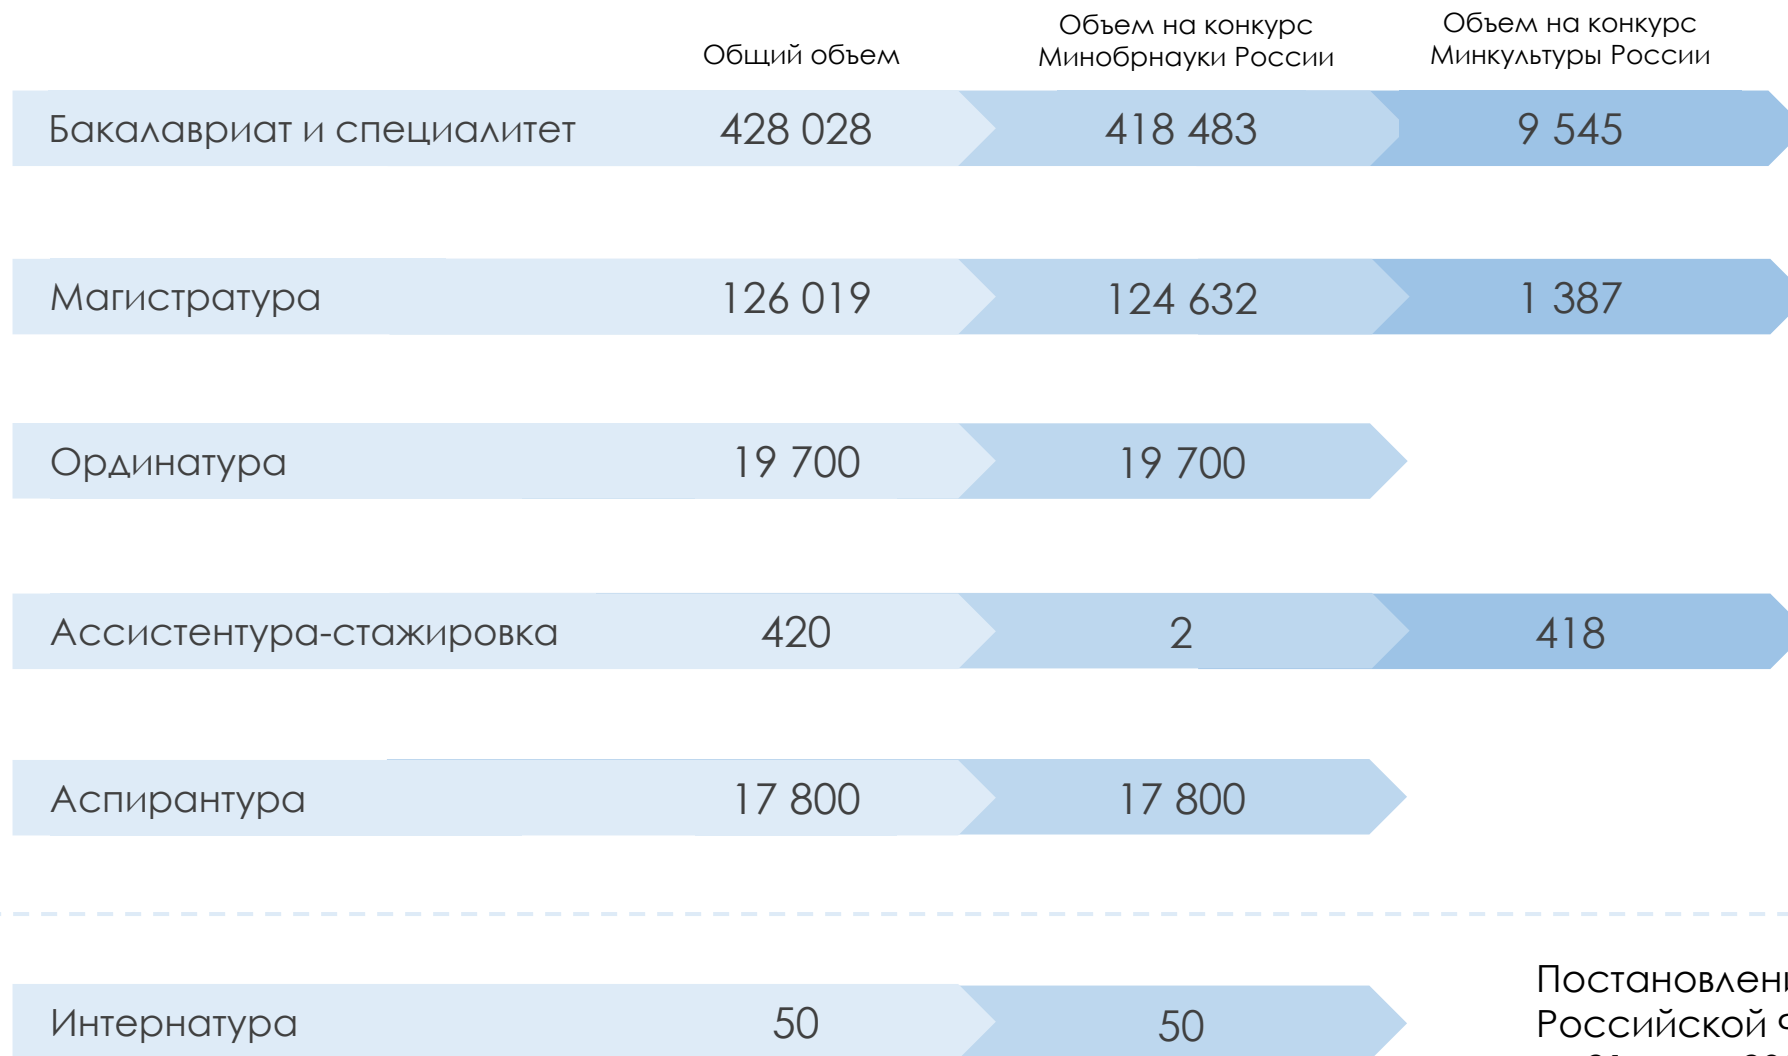 Общий объем
Объем на конкурс
Минобрнауки России
Объем на конкурс
Минкультуры России
Бакалавриат и специалитет 428 028 418 483 9 545
Магистратура 126 019 124 632 1 387
Ординатура 19 700 19 700
Ассистентура-стажировка 420 2 418
Аспирантура 17 800 17 800
Интернатура 50 50
Российской